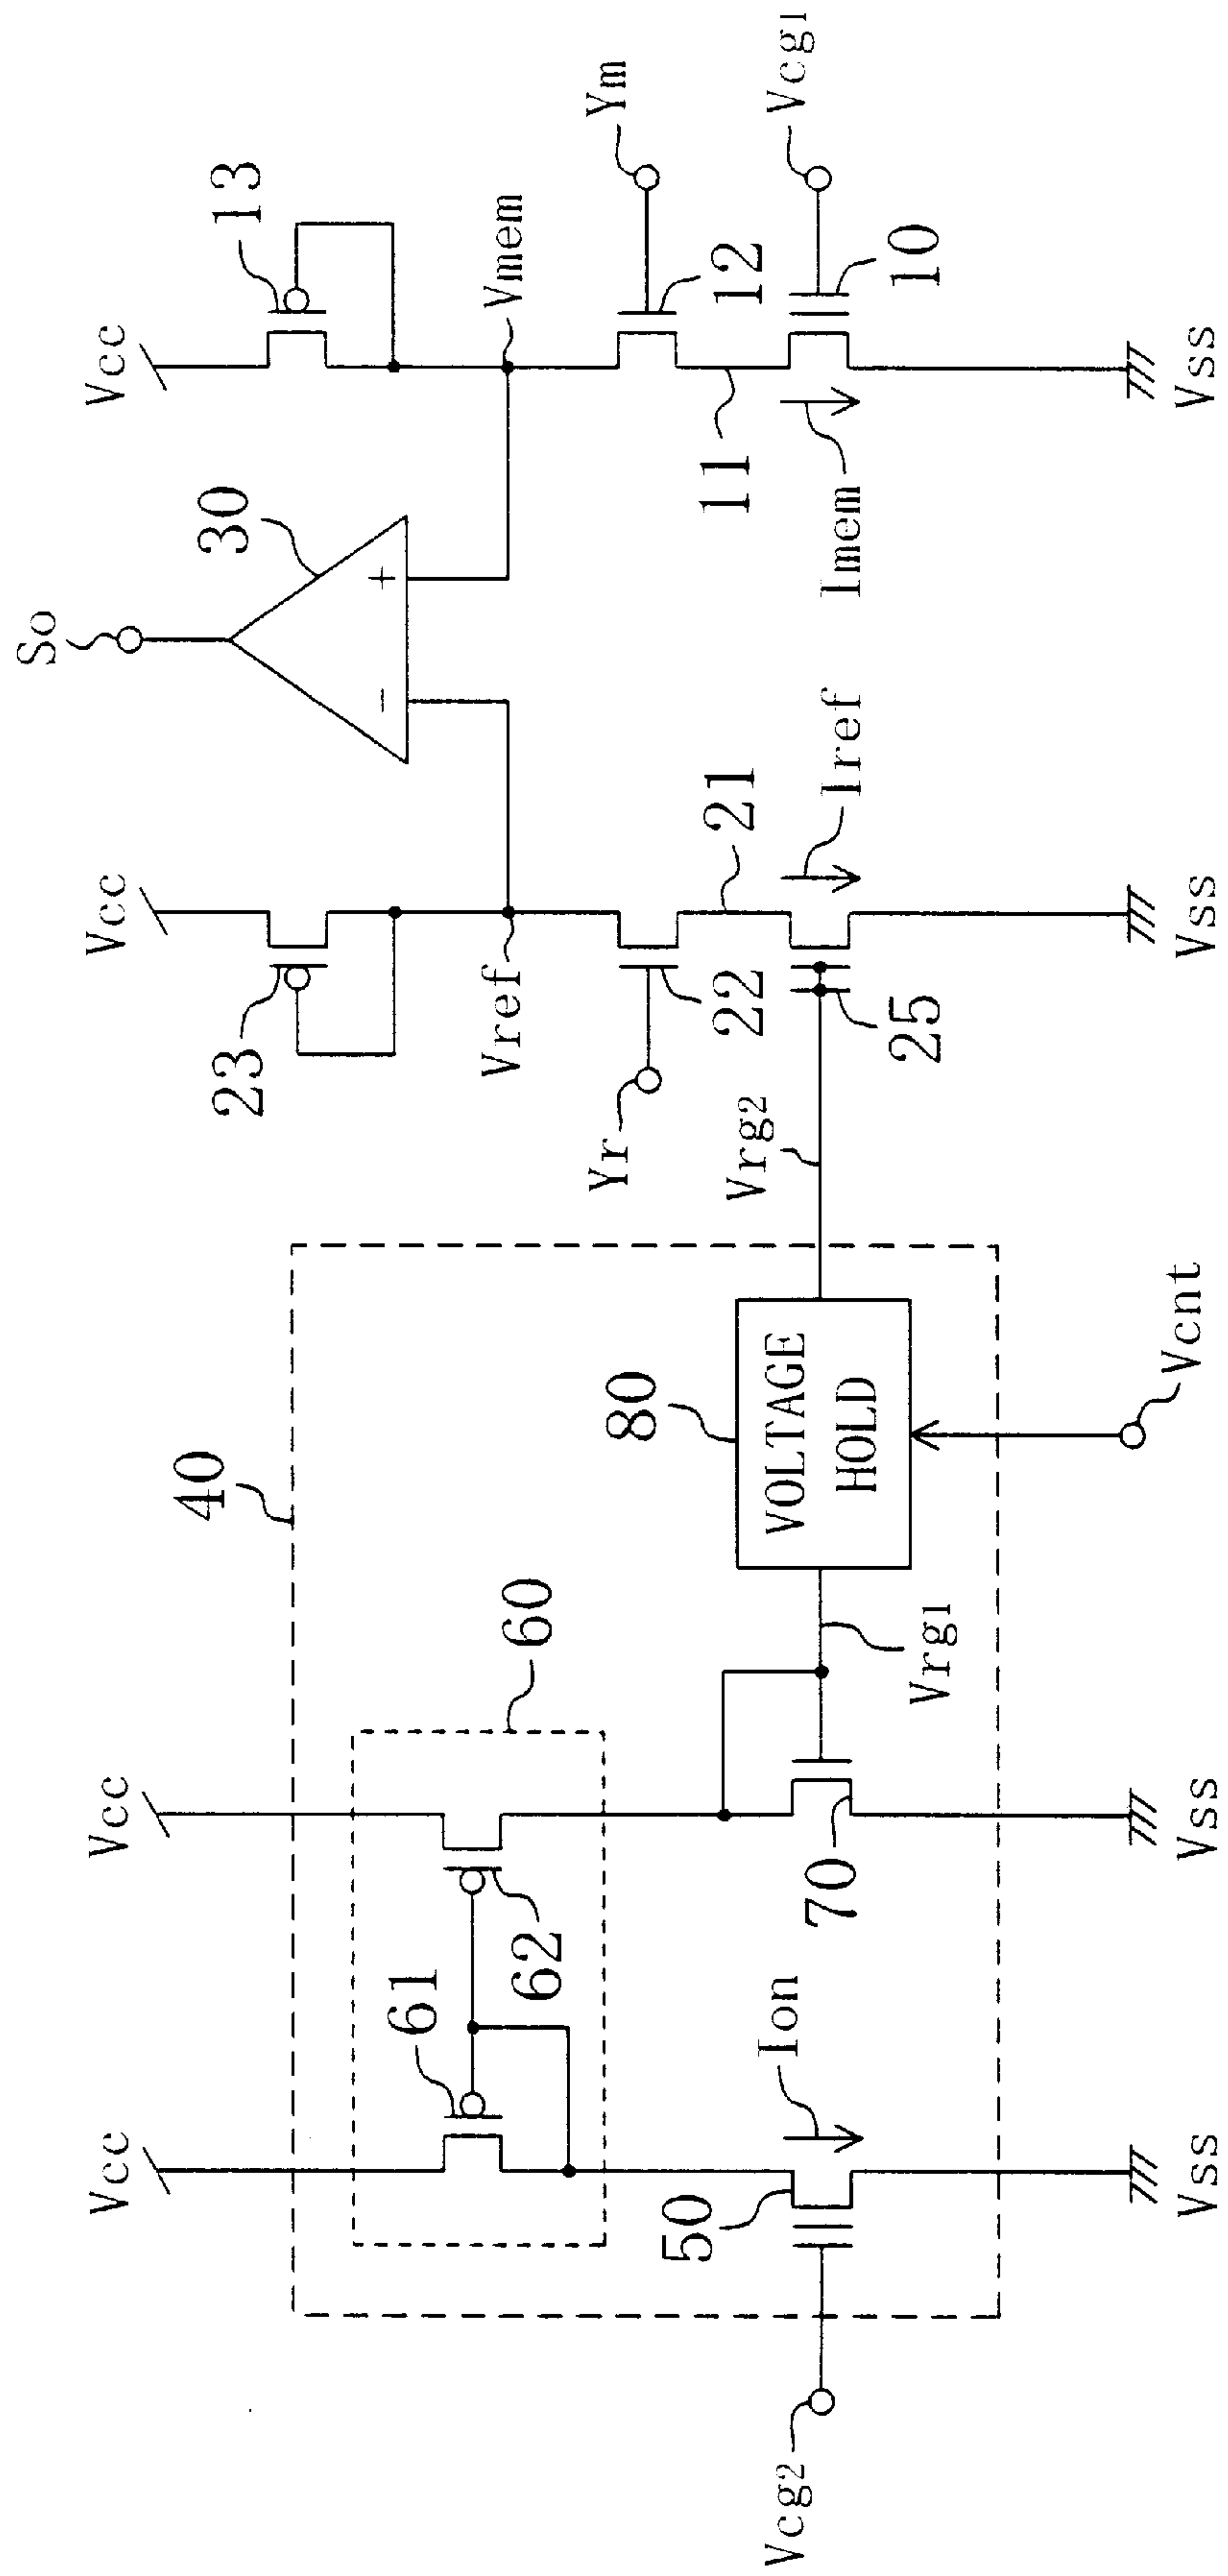 Vcg2
Vcc
Vss
50
Ion
61
62
60
Vcc
Vss
70
Vrg1
40
80
VOLTAGE
HOLD
Vcnt
Vrg2
Yr
23
Vcc
Vref
22
25
21
Iref
Vss
So
30
-
+
Vcc
13
Vmem
11
Imem
12
10
Ym
Vcg1
Vss